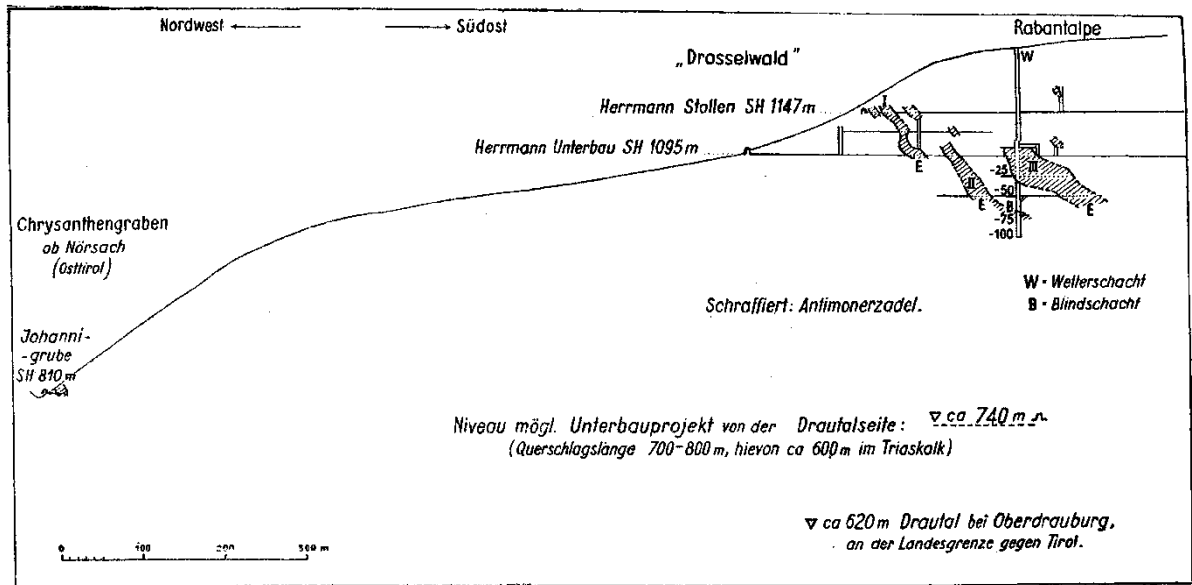 Nordwest ← → Südost
Rabantalpe
„Drosselwald"
W
Herrmann Stollen SH 1147m
I
Herrmann Unterbau SH 1095m
E
III
-25
II
-50
E
B
E
-75
-100
Chrysanthengraben
ob Nörsach
(Osttirol)
W - Wetterschacht
Schraffiert: Antimonerzadel.
B - Blindschacht
Johanni-
-grube
SH 810m
Niveau mögl. Unterbauprojekt von der Drautalseite: ▽ ca 740m
(Querschlagslänge 700-800m, hievon ca 600m im Triaskalk)
▽ ca 620m Drautal bei Oberdrauburg,
an der Landesgrenze gegen Tirol.
0 100 200 300 m